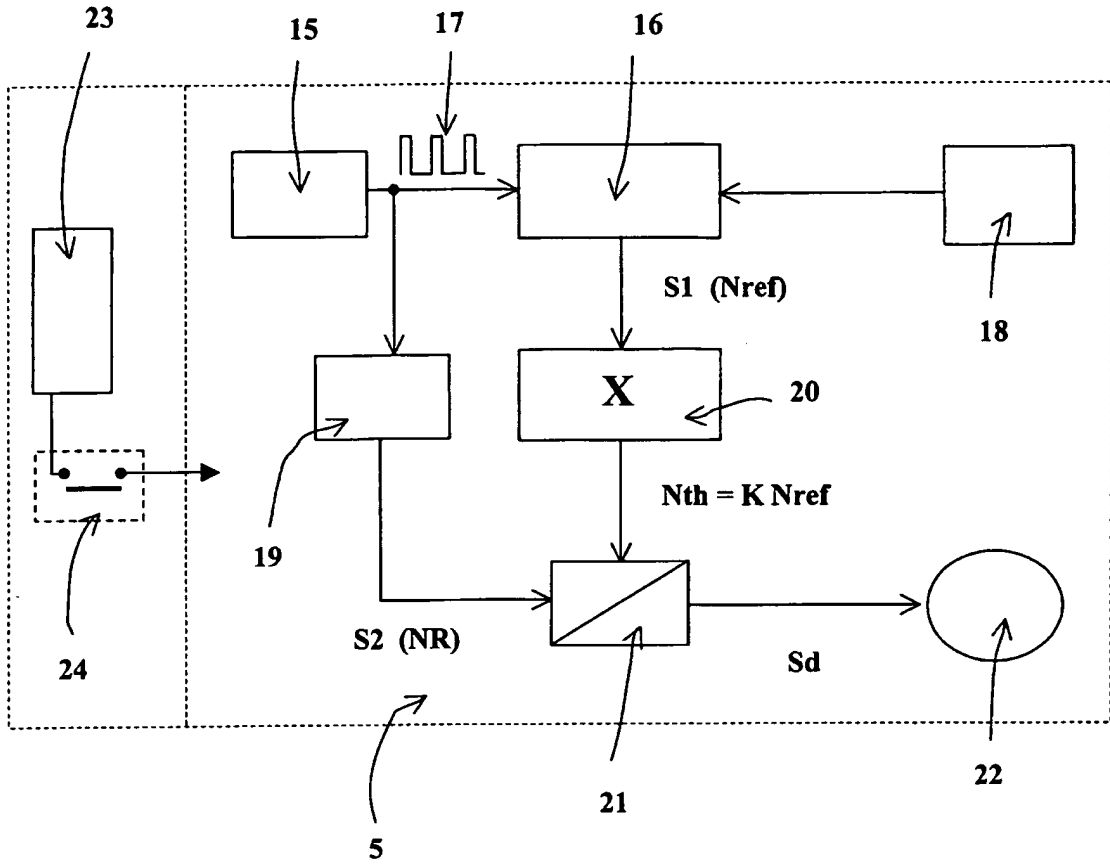 23
15
17
16
S1 (Nref)
18
X
20
19
Nth = K Nref
S2 (NR)
24
Sd
21
22
5